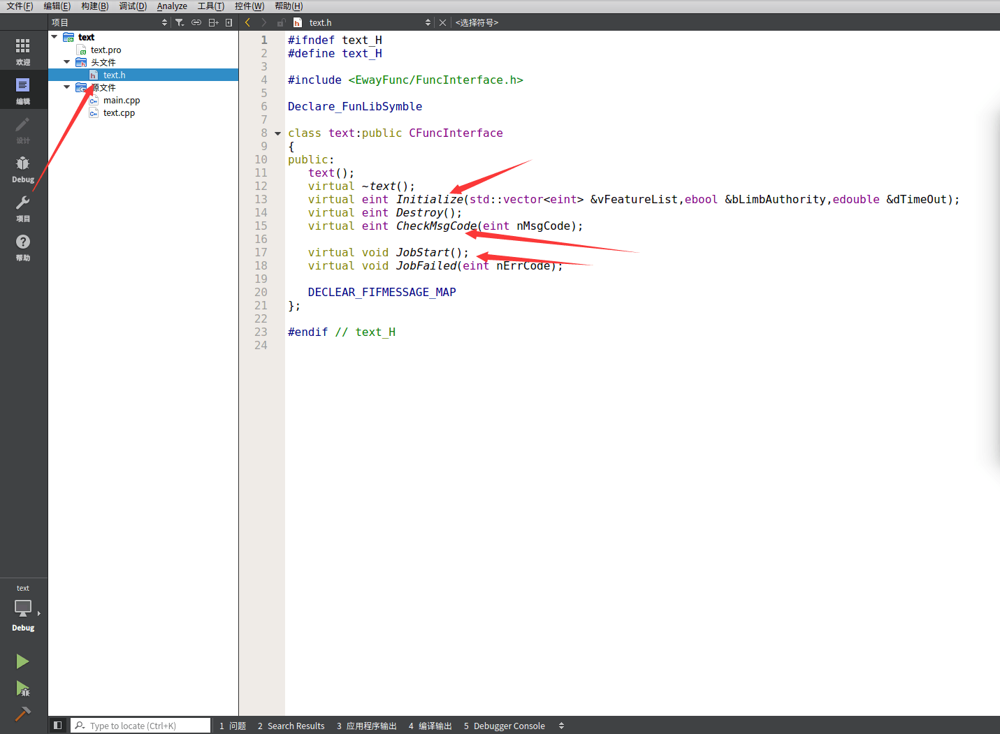 文件(F) 编辑(E) 构建(B) 调试(D) Analyze 工具(T) 控件(W) 帮助(H)
项目
text.h
<选择符号>
欢迎
编辑
设计
Debug
项目
帮助
text
Debug
text
text.pro
头文件
text.h
源文件
main.cpp
text.cpp
1 #ifndef text_H
2 #define text_H
3
4 #include <EwayFunc/FuncInterface.h>
5
6 Declare_FunLibSymble
7
8 class text:public CFuncInterface
9 {
10 public:
11 text();
12 virtual ~text();
13 virtual eint Initialize(std::vector<eint> &vFeatureList,ebool &bLimbAuthority,edouble &dTimeOut);
14 virtual eint Destroy();
15 virtual eint CheckMsgCode(eint nMsgCode);
16
17 virtual void JobStart();
18 virtual void JobFailed(eint nErrCode);
19
20 DECLEAR_FIFMESSAGE_MAP
21 };
22
23 #endif // text_H
24
Type to locate (Ctrl+K)
1 问题 2 Search Results 3 应用程序输出 4 编译输出 5 Debugger Console